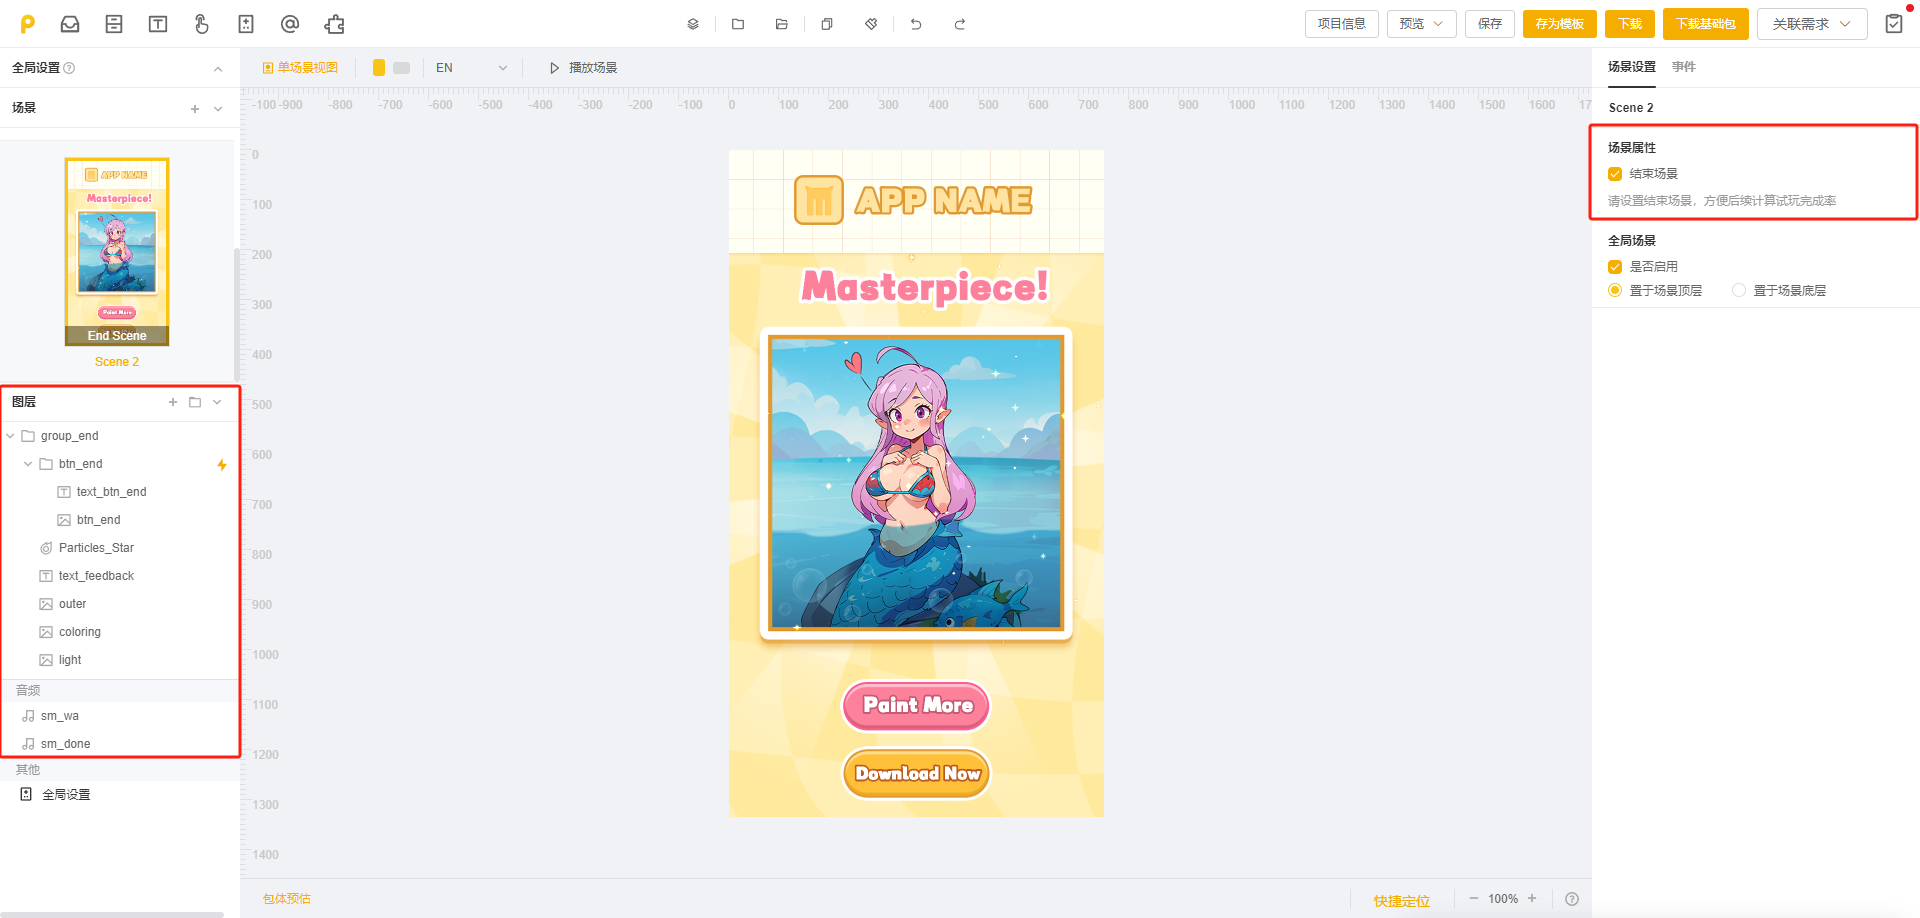 项目信息
预览
保存
存为模板
下载
下载基础包
关联需求
全局设置
单场景视图
EN
播放场景
场景设置
事件
-100 -900 -800 -700 -600 -500 -400 -300 -200 -100 0 100 200 300 400 500 600 700 800 900 1000 1100 1200 1300 1400 1500 1600 17
场景
Scene 2
场景属性
结束场景
请设置结束场景，方便后续计算试玩完成率
全局场景
是否启用
置于场景顶层
置于场景底层
APP NAME
Masterpiece!
Paint More
End Scene
Scene 2
图层
group_end
btn_end
text_btn_end
btn_end
Particles_Star
text_feedback
outer
coloring
light
音频
sm_wa
sm_done
其他
全局设置
0
100
200
300
400
500
600
700
800
900
1000
1100
1200
1300
1400
APP NAME
Masterpiece!
Paint More
Download Now
包体预估
快捷定位
100%